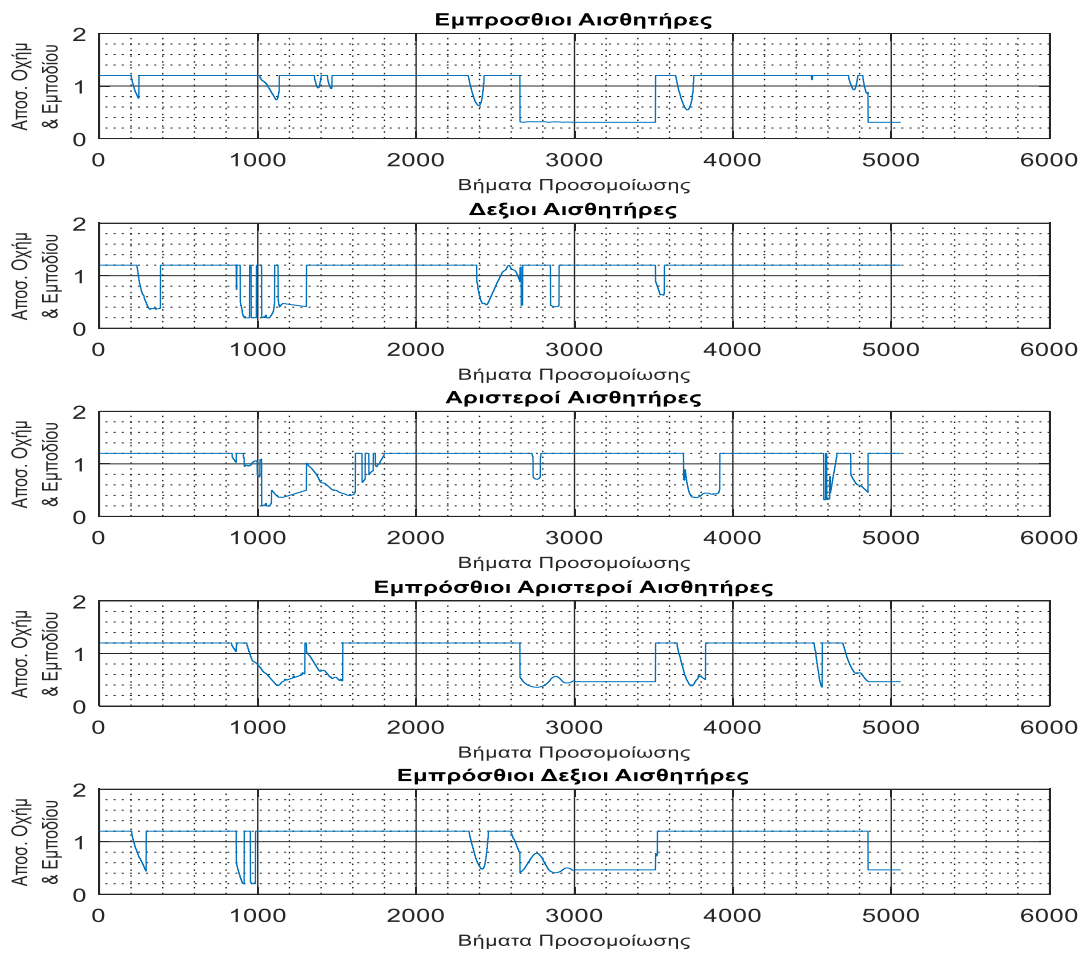 Εμπροσθιοι Αισθητήρες
Αποσ. Οχήμ
& Εμποδίου
2
1
0
0 1000 2000 3000 4000 5000 6000
Βήματα Προσομοίωσης
Δεξιοι Αισθητήρες
Αποσ. Οχήμ
& Εμποδίου
2
1
0
0 1000 2000 3000 4000 5000 6000
Βήματα Προσομοίωσης
Αριστεροί Αισθητήρες
Αποσ. Οχήμ
& Εμποδίου
2
1
0
0 1000 2000 3000 4000 5000 6000
Βήματα Προσομοίωσης
Εμπρόσθιοι Αριστεροί Αισθητήρες
Αποσ. Οχήμ
& Εμποδίου
2
1
0
0 1000 2000 3000 4000 5000 6000
Βήματα Προσομοίωσης
Εμπρόσθιοι Δεξιοι Αισθητήρες
Αποσ. Οχήμ
& Εμποδίου
2
1
0
0 1000 2000 3000 4000 5000 6000
Βήματα Προσομοίωσης